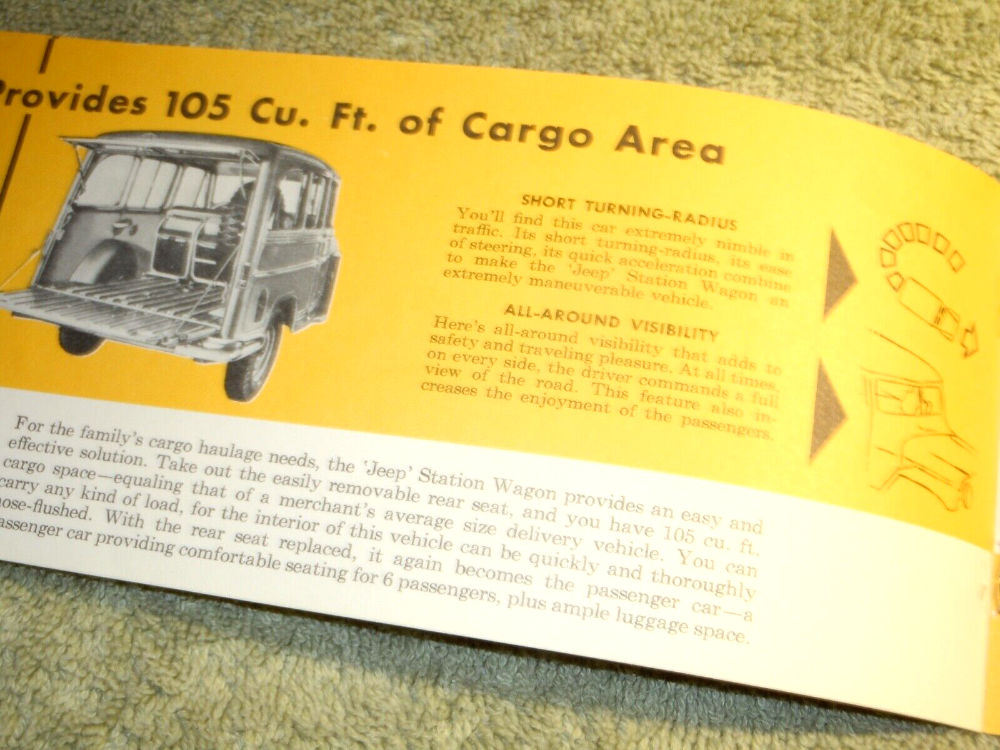 Provides 105 Cu. Ft. of Cargo Area
SHORT TURNING-RADIUS
You'll find this car extremely nimble in
traffic. Its short turning-radius, its ease
of steering, its quick acceleration combine
to make the 'Jeep' Station Wagon an
extremely maneuverable vehicle.
ALL-AROUND VISIBILITY
Here's all-around visibility that adds to
safety and traveling pleasure. At all times,
on every side, the driver commands a full
view of the road. This feature also in-
creases the enjoyment of the passengers.
For the family's cargo haulage needs, the 'Jeep' Station Wagon provides an easy and
effective solution. Take out the easily removable rear seat, and you have 105 cu. ft.
cargo space—equaling that of a merchant's average size delivery vehicle. You can
carry any kind of load, for the interior of this vehicle can be quickly and thoroughly
hose-flushed. With the rear seat replaced, it again becomes the passenger car—a
passenger car providing comfortable seating for 6 passengers, plus ample luggage space.